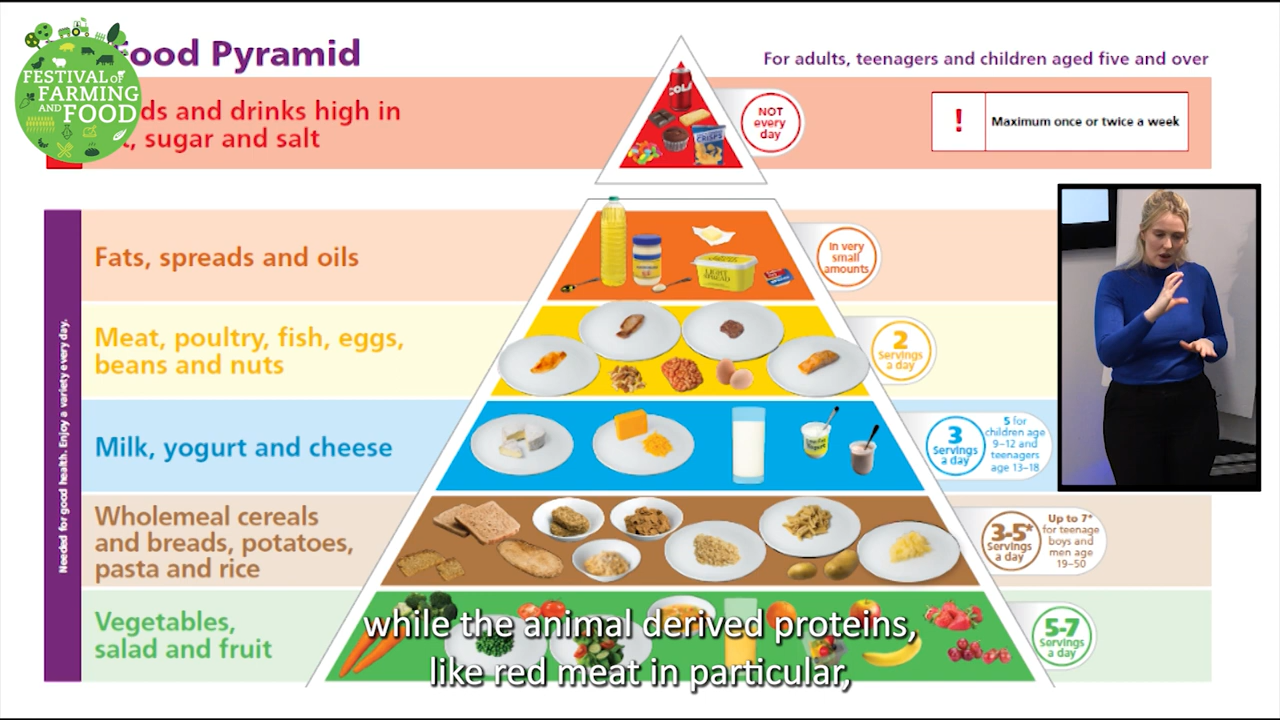 FESTIVAL of
FARMING
AND FOOD
Food Pyramid
For adults, teenagers and children aged five and over
ds and drinks high in
t, sugar and salt
COLA
CRISPS
NOT
every
day
!
Maximum once or twice a week
Needed for good health. Enjoy a variety every day.
Fats, spreads and oils
LIGHT
SPREAD
In very
small
amounts
Meat, poultry, fish, eggs,
beans and nuts
2
Servings
a day
Milk, yogurt and cheese
3
Servings
a day
5 for
children age
9–12 and
teenagers
age 13–18
Wholemeal cereals
and breads, potatoes,
pasta and rice
3-5*
Servings
a day
Up to 7*
for teenage
boys and
men age
19–50
Vegetables,
salad and fruit
5-7
Servings
a day
while the animal derived proteins,
like red meat in particular,